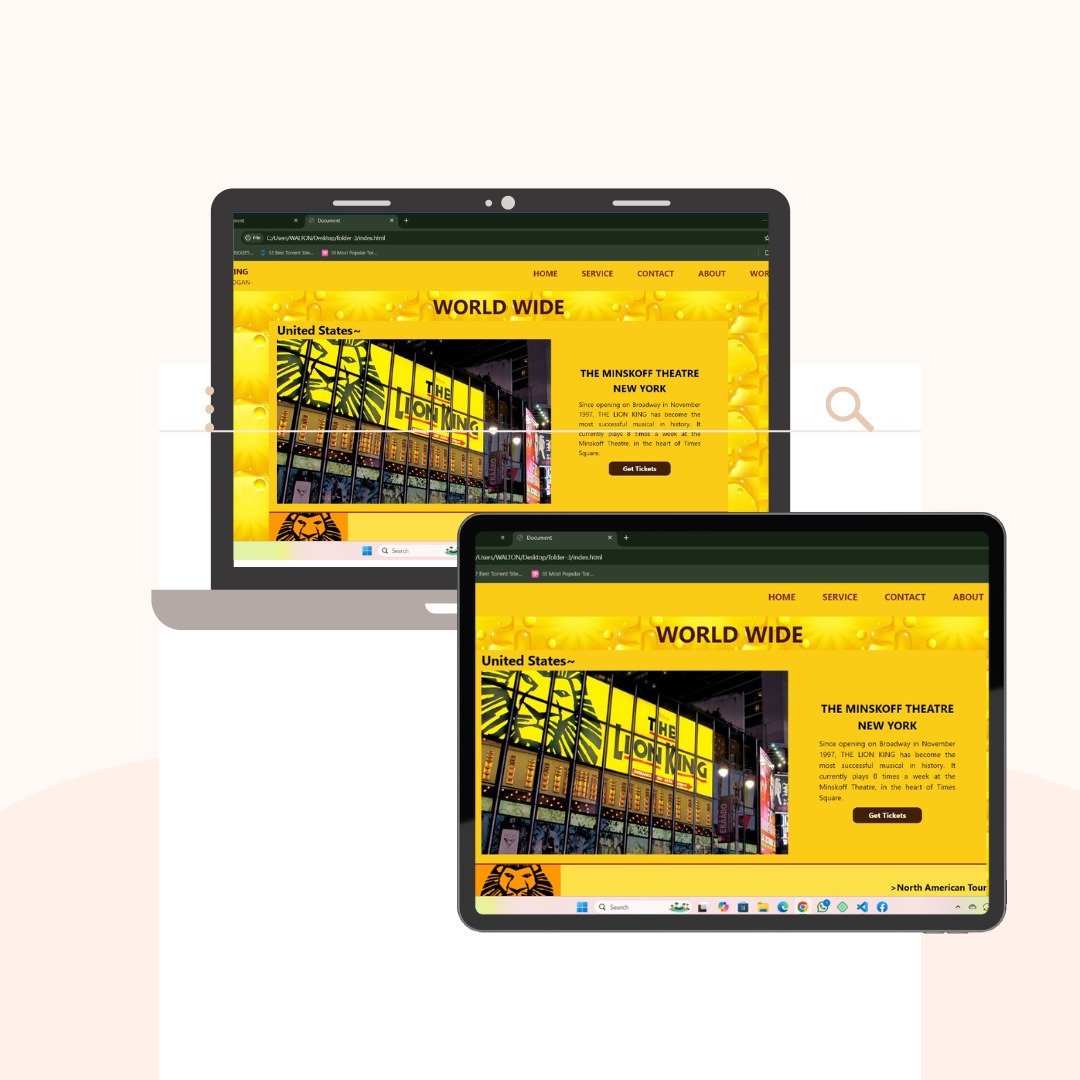 Document
File C:/Users/WALTON/Desktop/folder-3/index.html
12 Best Torrent Site... 10 Most Popular Tor...
ING HOME SERVICE CONTACT ABOUT WOR
OGAN-
WORLD WIDE
United States~
THE
LION KING
THE MINSKOFF THEATRE
NEW YORK
Since opening on Broadway in November
1997, THE LION KING has become the
most successful musical in history. It
currently plays 8 times a week at the
Minskoff Theatre, in the heart of Times
Square.
Get Tickets
Search
Document
/Users/WALTON/Desktop/folder-3/index.html
2 Best Torrent Site... 10 Most Popular Tor...
HOME SERVICE CONTACT ABOUT
WORLD WIDE
United States~
THE
LION KING
THE MINSKOFF THEATRE
NEW YORK
Since opening on Broadway in November
1997, THE LION KING has become the
most successful musical in history. It
currently plays 8 times a week at the
Minskoff Theatre, in the heart of Times
Square.
Get Tickets
>North American Tour
Search